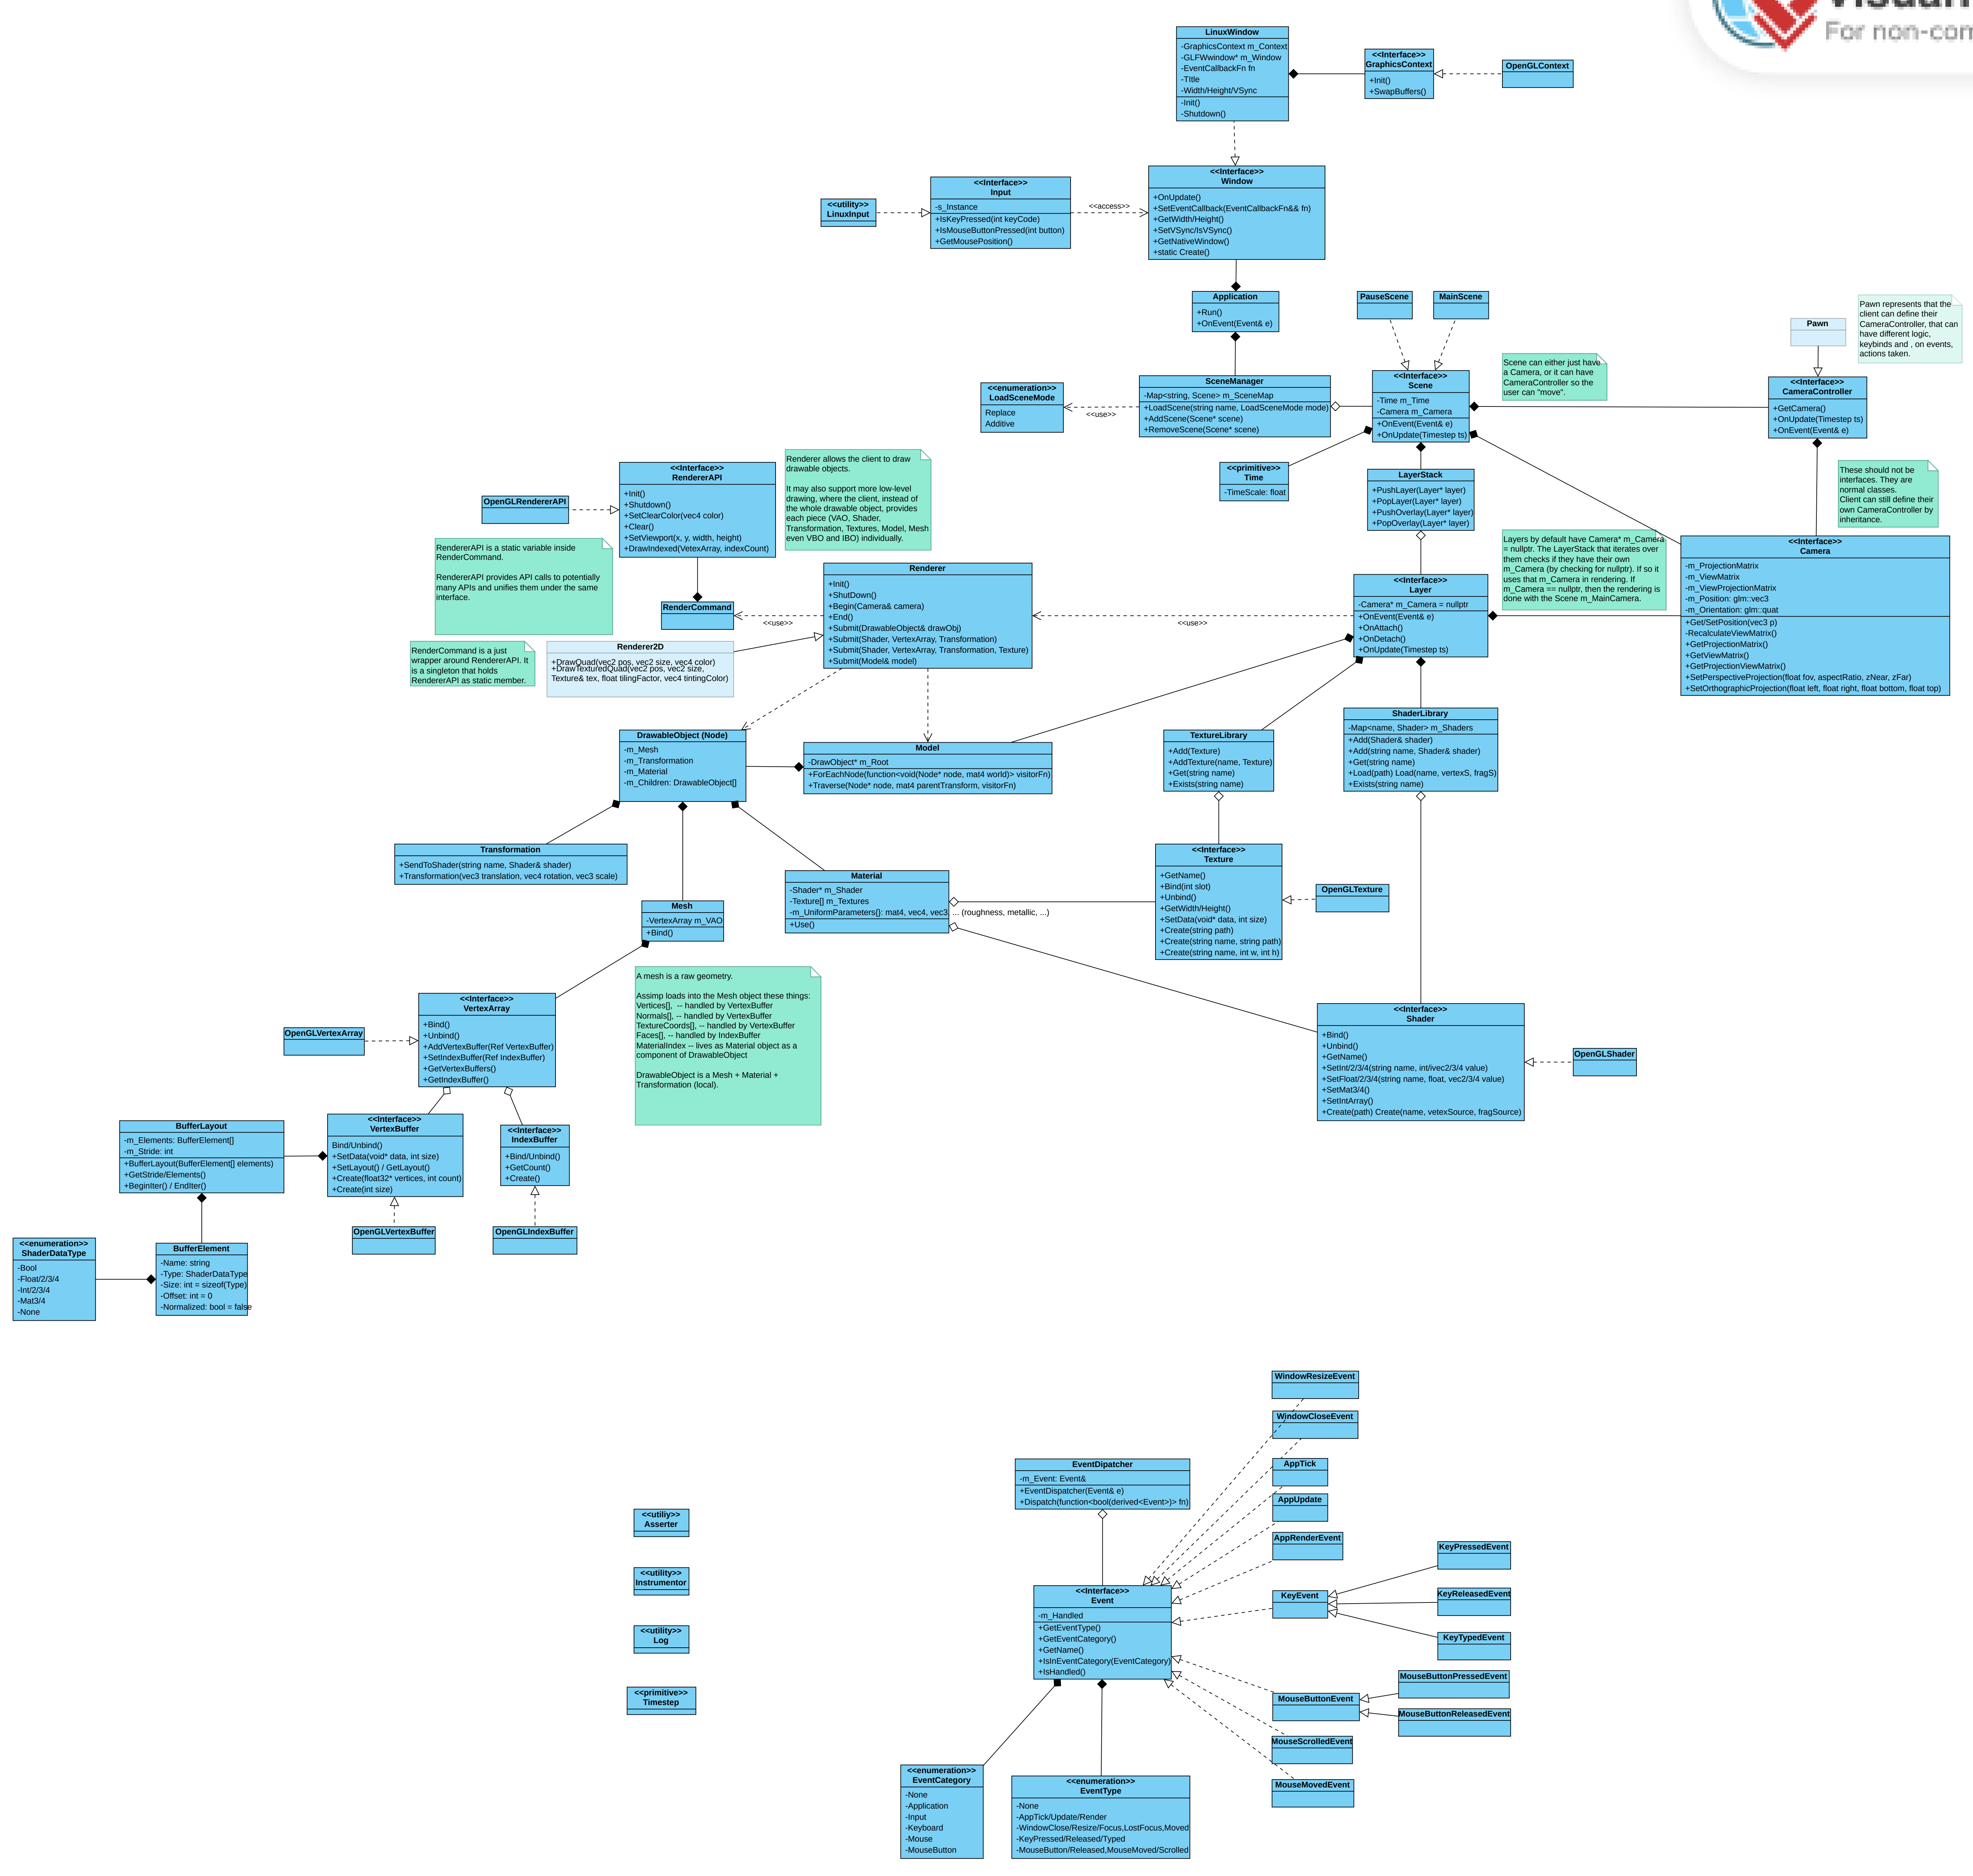 For non-com
LinuxWindow
-GraphicsContext m_Context
-GLFWwindow* m_Window
-EventCallbackFn fn
-TItle
-Width/Height/VSync
-Init()
-Shutdown()
<<Interface>>
GraphicsContext
+Init()
+SwapBuffers()
OpenGLContext
<<utility>>
LinuxInput
<<Interface>>
Input
-s_Instance
+IsKeyPressed(int keyCode)
+IsMouseButtonPressed(int button)
+GetMousePosition()
<<access>>
<<Interface>>
Window
+OnUpdate()
+SetEventCallback(EventCallbackFn&& fn)
+GetWidth/Height()
+SetVSync/IsVSync()
+GetNativeWindow()
+static Create()
Application
+Run()
+OnEvent(Event& e)
PauseScene
MainScene
Pawn
Pawn represents that the
client can define their
CameraController, that can
have different logic,
keybinds and , on events,
actions taken.
<<enumeration>>
LoadSceneMode
Replace
Additive
<<use>>
SceneManager
-Map<string, Scene> m_SceneMap
+LoadScene(string name, LoadSceneMode mode)
+AddScene(Scene* scene)
+RemoveScene(Scene* scene)
<<Interface>>
Scene
-Time m_Time
-Camera m_Camera
+OnEvent(Event& e)
+OnUpdate(Timestep ts)
Scene can either just have
a Camera, or it can have
CameraController so the
user can "move".
<<Interface>>
CameraController
+GetCamera()
+OnUpdate(Timestep ts)
+OnEvent(Event& e)
<<primitive>>
Time
-TimeScale: float
LayerStack
+PushLayer(Layer* layer)
+PopLayer(Layer* layer)
+PushOverlay(Layer* layer)
+PopOverlay(Layer* layer)
These should not be
interfaces. They are
normal classes.
Client can still define their
own CameraController by
inheritance.
OpenGLRendererAPI
<<Interface>>
RendererAPI
+Init()
+Shutdown()
+SetClearColor(vec4 color)
+Clear()
+SetViewport(x, y, width, height)
+DrawIndexed(VetexArray, indexCount)
Renderer allows the client to draw
drawable objects.
It may also support more low-level
drawing, where the client, instead of
the whole drawable object, provides
each piece (VAO, Shader,
Transformation, Textures, Model, Mesh
even VBO and IBO) individually.
RendererAPI is a static variable inside
RenderCommand.
RendererAPI provides API calls to potentially
many APIs and unifies them under the same
interface.
Layers by default have Camera* m_Camera
= nullptr. The LayerStack that iterates over
them checks if they have their own
m_Camera (by checking for nullptr). If so it
uses that m_Camera in rendering. If
m_Camera == nullptr, then the rendering is
done with the Scene m_MainCamera.
<<Interface>>
Camera
-m_ProjectionMatrix
-m_ViewMatrix
-m_ViewProjectionMatrix
-m_Position: glm::vec3
-m_Orientation: glm::quat
+Get/SetPosition(vec3 p)
-RecalculateViewMatrix()
+GetProjectionMatrix()
+GetViewMatrix()
+GetProjectionViewMatrix()
+SetPerspectiveProjection(float fov, aspectRatio, zNear, zFar)
+SetOrthographicProjection(float left, float right, float bottom, float top)
RenderCommand
<<use>>
Renderer
+Init()
+ShutDown()
+Begin(Camera& camera)
+End()
+Submit(DrawableObject& drawObj)
+Submit(Shader, VertexArray, Transformation)
+Submit(Shader, VertexArray, Transformation, Texture)
+Submit(Model& model)
<<use>>
<<Interface>>
Layer
-Camera* m_Camera = nullptr
+OnEvent(Event& e)
+OnAttach()
+OnDetach()
+OnUpdate(Timestep ts)
RenderCommand is a just
wrapper around RendererAPI. It
is a singleton that holds
RendererAPI as static member.
Renderer2D
+DrawQuad(vec2 pos, vec2 size, vec4 color)
+DrawTexturedQuad(vec2 pos, vec2 size,
Texture& tex, float tilingFactor, vec4 tintingColor)
DrawableObject (Node)
-m_Mesh
-m_Transformation
-m_Material
-m_Children: DrawableObject[]
Model
-DrawObject* m_Root
+ForEachNode(function<void(Node* node, mat4 world)> visitorFn)
+Traverse(Node* node, mat4 parentTransform, visitorFn)
TextureLibrary
+Add(Texture)
+AddTexture(name, Texture)
+Get(string name)
+Exists(string name)
ShaderLibrary
-Map<name, Shader> m_Shaders
+Add(Shader& shader)
+Add(string name, Shader& shader)
+Get(string name)
+Load(path) Load(name, vertexS, fragS)
+Exists(string name)
Transformation
+SendToShader(string name, Shader& shader)
+Transformation(vec3 translation, vec4 rotation, vec3 scale)
Mesh
-VertexArray m_VAO
+Bind()
Material
-Shader* m_Shader
-Texture[] m_Textures
-m_UniformParameters{}: mat4, vec4, vec3, ... (roughness, metallic, ...)
+Use()
<<Interface>>
Texture
+GetName()
+Bind(int slot)
+Unbind()
+GetWidth/Height()
+SetData(void* data, int size)
+Create(string path)
+Create(string name, string path)
+Create(string name, int w, int h)
OpenGLTexture
A mesh is a raw geometry.
Assimp loads into the Mesh object these things:
Vertices[],  -- handled by VertexBuffer
Normals[], -- handled by VertexBuffer
TextureCoords[], -- handled by VertexBuffer
Faces[], -- handled by IndexBuffer
MaterialIndex -- lives as Material object as a
component of DrawableObject
DrawableObject is a Mesh + Material +
Transformation (local).
OpenGLVertexArray
<<Interface>>
VertexArray
+Bind()
+Unbind()
+AddVertexBuffer(Ref VertexBuffer)
+SetIndexBuffer(Ref IndexBuffer)
+GetVertexBuffers()
+GetIndexBuffer()
<<Interface>>
Shader
+Bind()
+Unbind()
+GetName()
+SetInt/2/3/4(string name, int/ivec2/3/4 value)
+SetFloat/2/3/4(string name, float, vec2/3/4 value)
+SetMat3/4()
+SetIntArray()
+Create(path) Create(name, vetexSource, fragSource)
OpenGLShader
BufferLayout
-m_Elements: BufferElement[]
-m_Stride: int
+BufferLayout(BufferElement[] elements)
+GetStride/Elements()
+BeginIter() / EndIter()
<<Interface>>
VertexBuffer
Bind/Unbind()
+SetData(void* data, int size)
+SetLayout() / GetLayout()
+Create(float32* vertices, int count)
+Create(int size)
<<Interface>>
IndexBuffer
+Bind/Unbind()
+GetCount()
+Create()
OpenGLVertexBuffer
OpenGLIndexBuffer
<<enumeration>>
ShaderDataType
-Bool
-Float/2/3/4
-Int/2/3/4
-Mat3/4
-None
BufferElement
-Name: string
-Type: ShaderDataType
-Size: int = sizeof(Type)
-Offset: int = 0
-Normalized: bool = false
WindowResizeEvent
WindowCloseEvent
AppTick
AppUpdate
AppRenderEvent
EventDipatcher
-m_Event: Event&
+EventDispatcher(Event& e)
+Dispatch(function<bool(derived<Event>)> fn)
<<utiliy>>
Asserter
<<utility>>
Instrumentor
<<utility>>
Log
<<primitive>>
Timestep
<<Interface>>
Event
-m_Handled
+GetEventType()
+GetEventCategory()
+GetName()
+IsInEventCategory(EventCategory)
+IsHandled()
KeyEvent
KeyPressedEvent
KeyReleasedEvent
KeyTypedEvent
MouseButtonEvent
MouseButtonPressedEvent
MouseButtonReleasedEvent
MouseScrolledEvent
MouseMovedEvent
<<enumeration>>
EventCategory
-None
-Application
-Input
-Keyboard
-Mouse
-MouseButton
<<enumeration>>
EventType
-None
-AppTick/Update/Render
-WindowClose/Resize/Focus,LostFocus,Moved
-KeyPressed/Released/Typed
-MouseButton/Released,MouseMoved/Scrolled